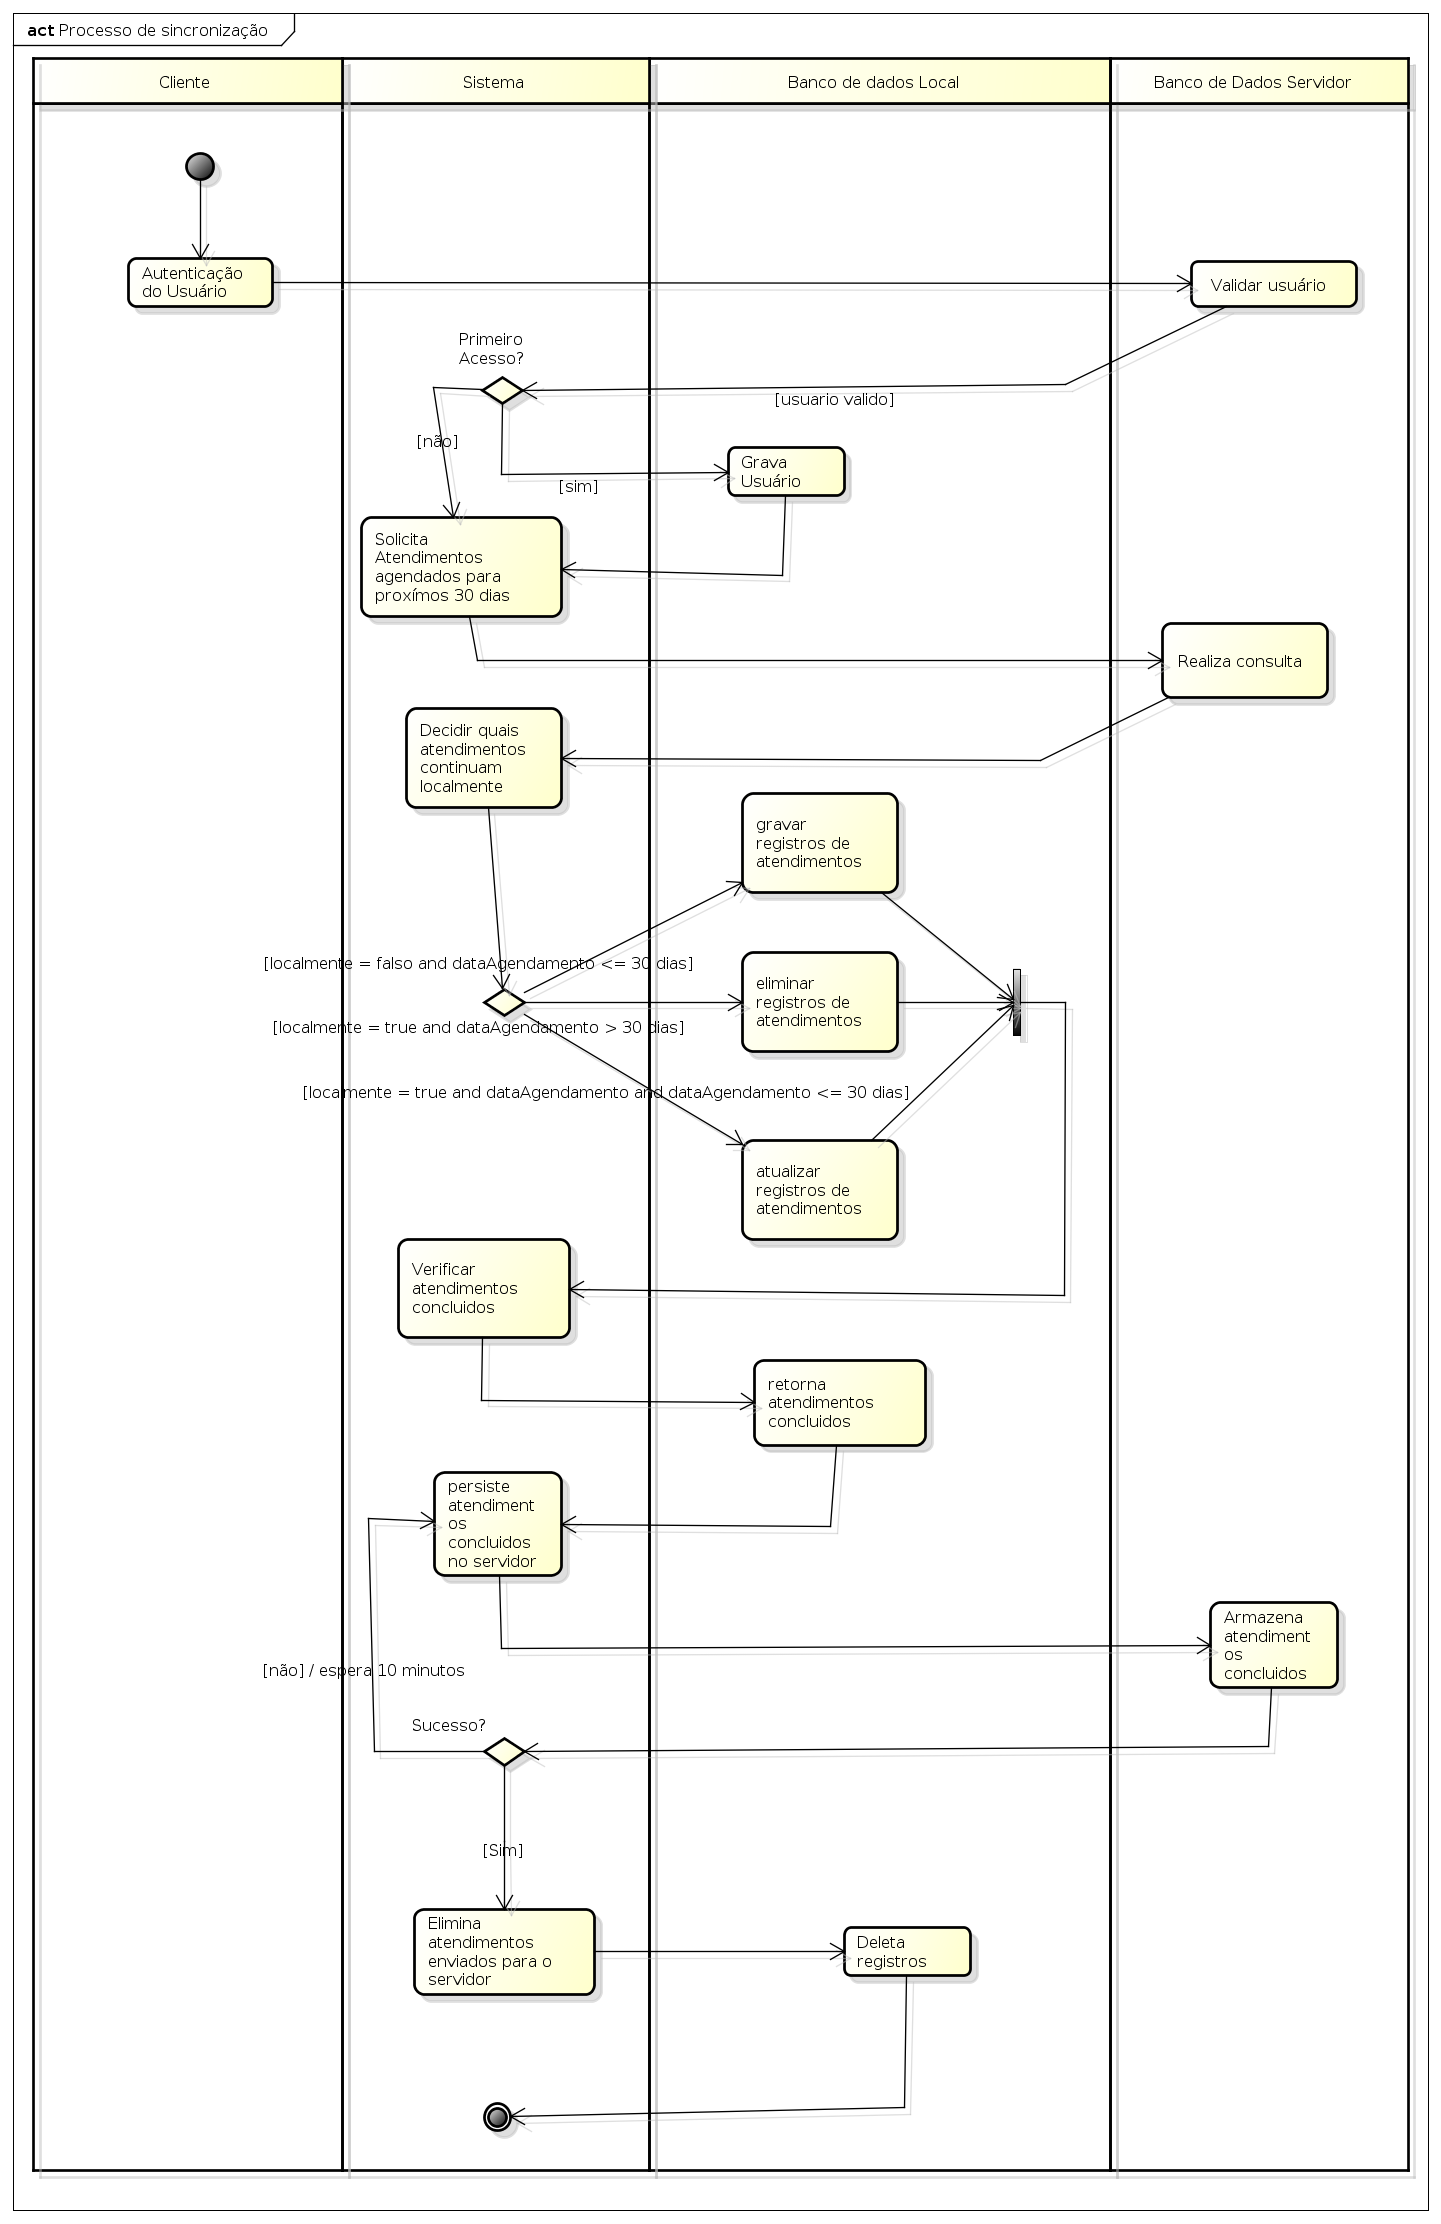 act Processo de sincronização
Cliente
Sistema
Banco de dados Local
Banco de Dados Servidor
Autenticação
do Usuário
Validar usuário
Primeiro
Acesso?
[usuario valido]
[não]
[sim]
Grava
Usuário
Solicita
Atendimentos
agendados para
proxímos 30 dias
Realiza consulta
Decidir quais
atendimentos
continuam
localmente
gravar
registros de
atendimentos
[localmente = falso and dataAgendamento <= 30 dias]
eliminar
registros de
atendimentos
[localmente = true and dataAgendamento > 30 dias]
[localmente = true and dataAgendamento and dataAgendamento <= 30 dias]
atualizar
registros de
atendimentos
Verificar
atendimentos
concluidos
retorna
atendimentos
concluidos
persiste
atendiment
os
concluidos
no servidor
Armazena
atendiment
os
concluidos
[não] / espera 10 minutos
Sucesso?
[Sim]
Elimina
atendimentos
enviados para o
servidor
Deleta
registros